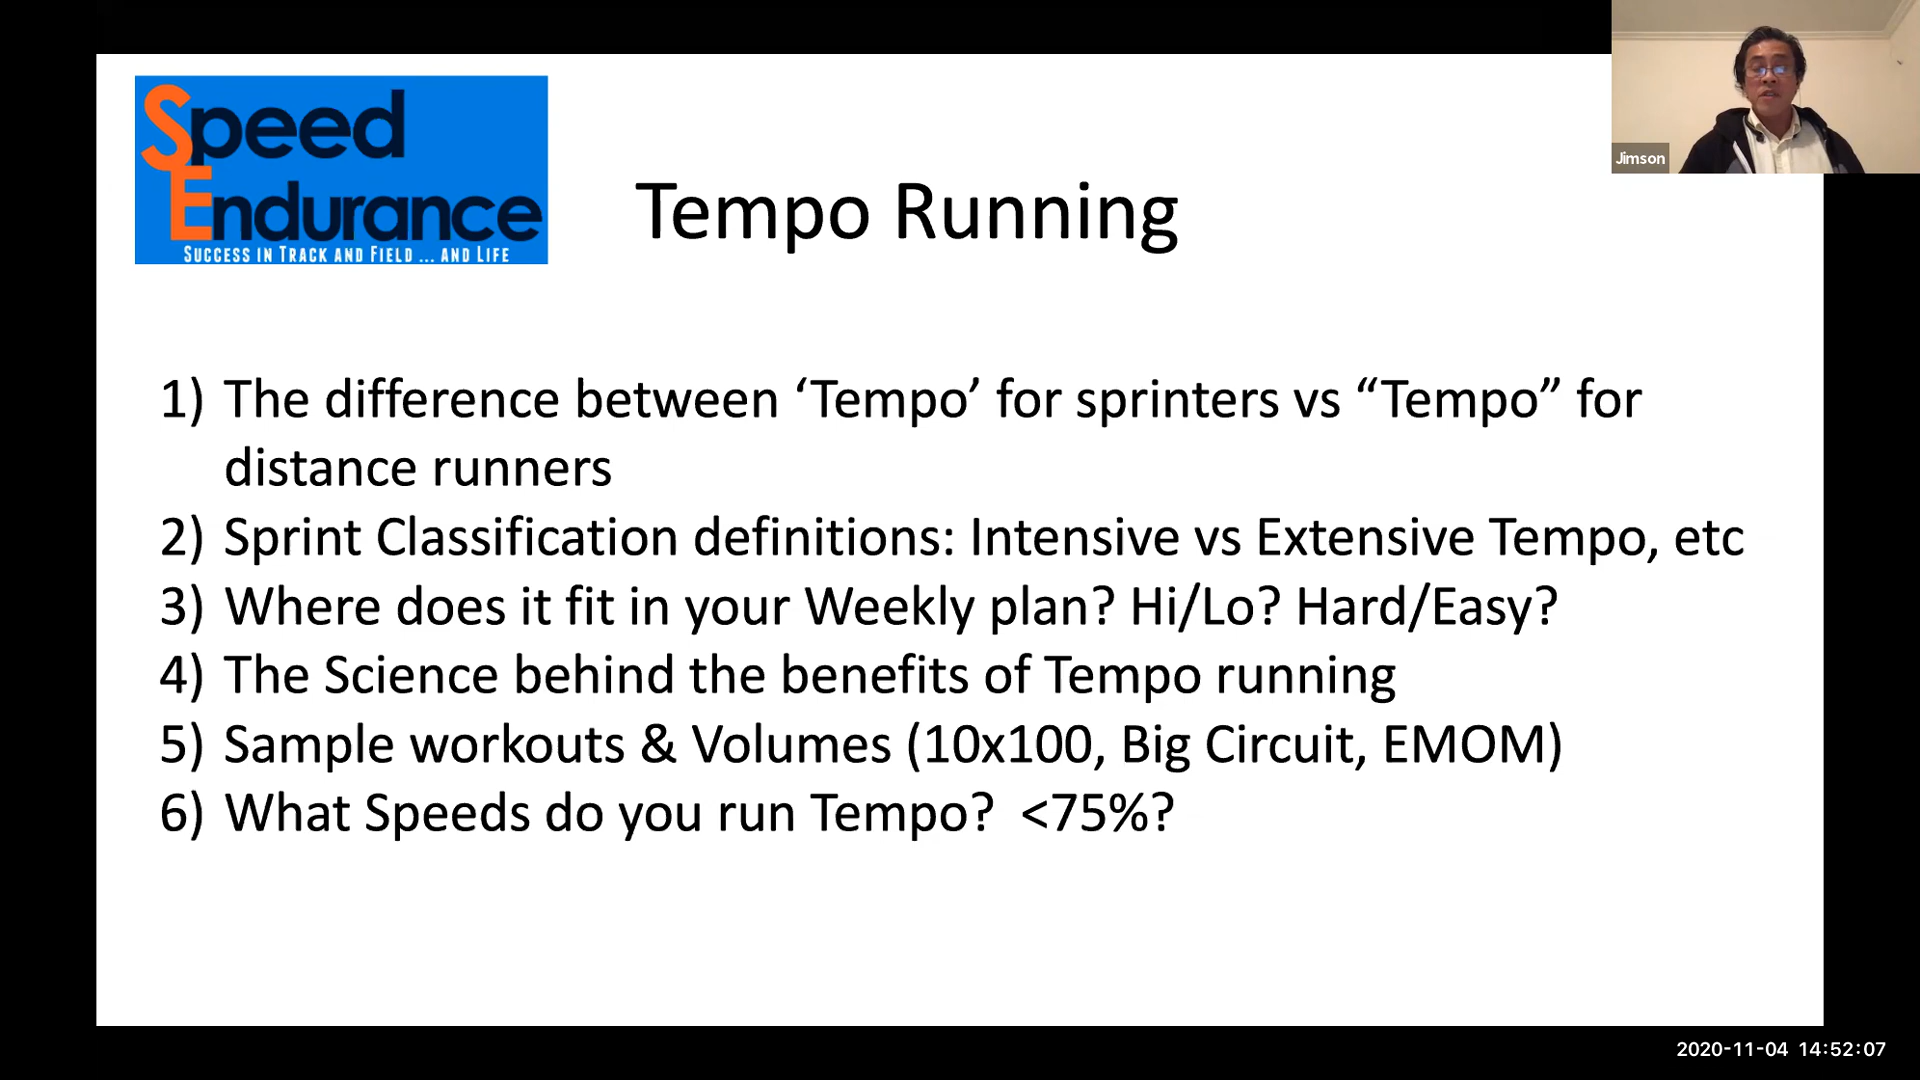 Speed
Endurance
SUCCESS IN TRACK AND FIELD ... AND LIFE
Tempo Running
Jimson
1) The difference between ‘Tempo’ for sprinters vs “Tempo” for
distance runners
2) Sprint Classification definitions: Intensive vs Extensive Tempo, etc
3) Where does it fit in your Weekly plan? Hi/Lo? Hard/Easy?
4) The Science behind the benefits of Tempo running
5) Sample workouts & Volumes (10x100, Big Circuit, EMOM)
6) What Speeds do you run Tempo?  <75%?
2020-11-04 14:52:07